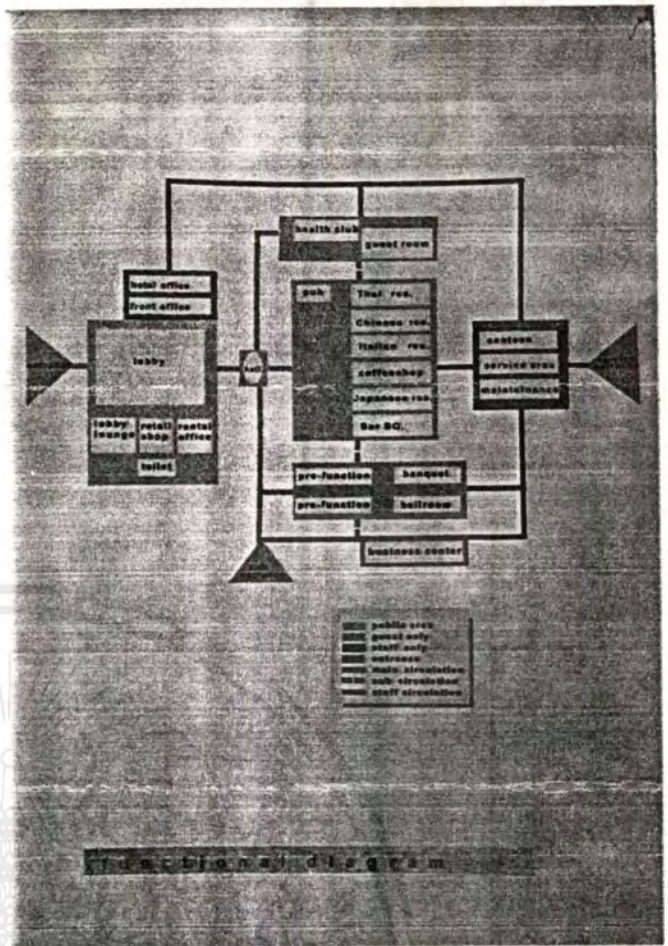 health club
guest room
hotel office
front office
pub
Thai res.
Chinese res.
Italian res.
coffeeshop
Japanese res.
Bar BQ.
lobby
hall
canteen
service area
maintainance
lobby lounge
retail shop
rental office
toilet
pre-function
banquet
pre-function
ballroom
business center
public area
guest only
staff only
entrance
main circulation
sub circulation
staff circulation
functional diagram